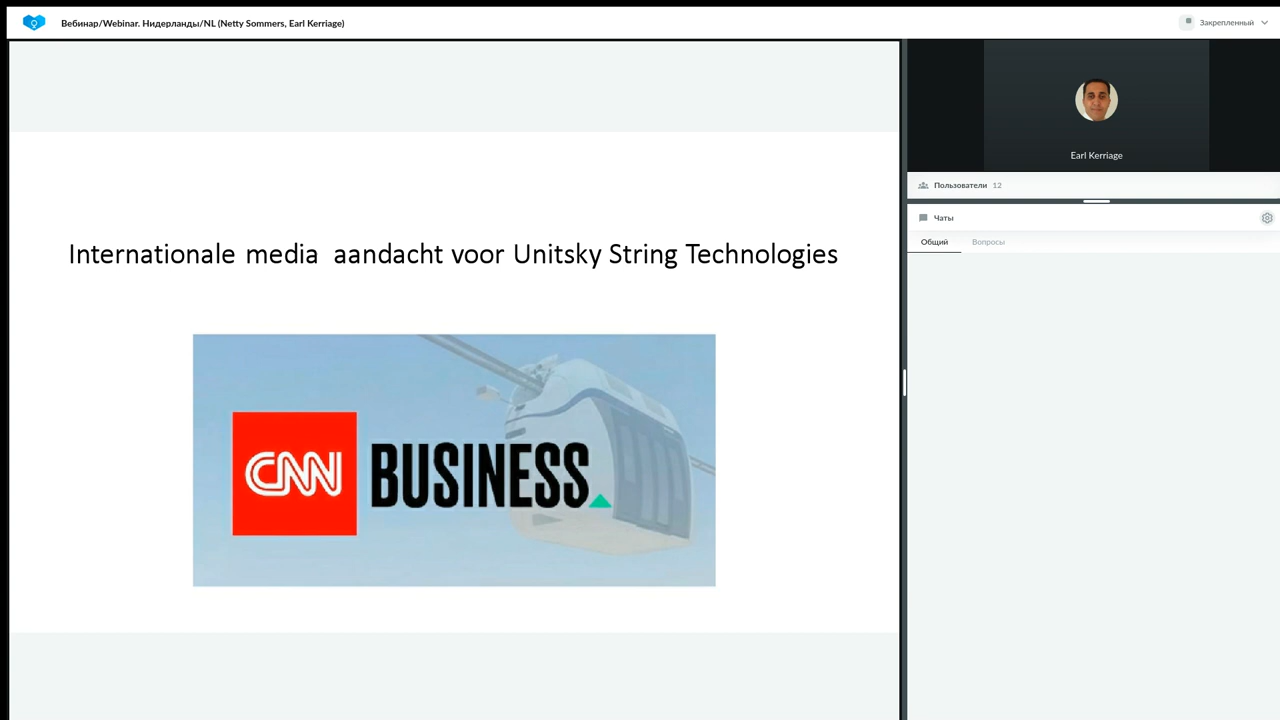 Вебинар/Webinar. Нидерланды/NL (Netty Sommers, Earl Kerriage)
Закрепленный
Internationale media aandacht voor Unitsky String Technologies
CNN BUSINESS
Earl Kerriage
Пользователи 12
Чаты
Общий Вопросы